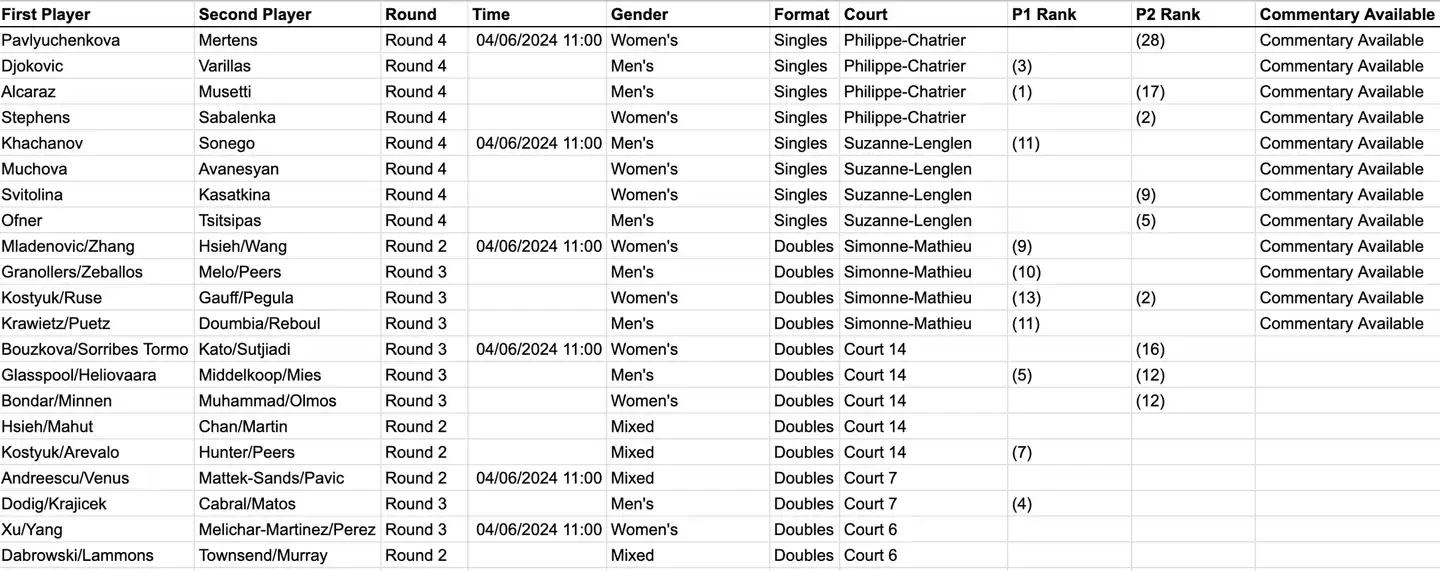 First Player Second Player Round Time Gender Format Court P1 Rank P2 Rank Commentary Available
Pavlyuchenkova Mertens Round 4 04/06/2024 11:00 Women's Singles Philippe-Chatrier (28) Commentary Available
Djokovic Varillas Round 4 Men's Singles Philippe-Chatrier (3) Commentary Available
Alcaraz Musetti Round 4 Men's Singles Philippe-Chatrier (1) (17) Commentary Available
Stephens Sabalenka Round 4 Women's Singles Philippe-Chatrier (2) Commentary Available
Khachanov Sonego Round 4 04/06/2024 11:00 Men's Singles Suzanne-Lenglen (11) Commentary Available
Muchova Avanesyan Round 4 Women's Singles Suzanne-Lenglen Commentary Available
Svitolina Kasatkina Round 4 Women's Singles Suzanne-Lenglen (9) Commentary Available
Ofner Tsitsipas Round 4 Men's Singles Suzanne-Lenglen (5) Commentary Available
Mladenovic/Zhang Hsieh/Wang Round 2 04/06/2024 11:00 Women's Doubles Simonne-Mathieu (9) Commentary Available
Granollers/Zeballos Melo/Peers Round 3 Men's Doubles Simonne-Mathieu (10) Commentary Available
Kostyuk/Ruse Gauff/Pegula Round 3 Women's Doubles Simonne-Mathieu (13) (2) Commentary Available
Krawietz/Puetz Doumbia/Reboul Round 3 Men's Doubles Simonne-Mathieu (11) Commentary Available
Bouzkova/Sorribes Tormo Kato/Sutjiadi Round 3 04/06/2024 11:00 Women's Doubles Court 14 (16)
Glasspool/Heliovaara Middelkoop/Mies Round 3 Men's Doubles Court 14 (5) (12)
Bondar/Minnen Muhammad/Olmos Round 3 Women's Doubles Court 14 (12)
Hsieh/Mahut Chan/Martin Round 2 Mixed Doubles Court 14
Kostyuk/Arevalo Hunter/Peers Round 2 Mixed Doubles Court 14 (7)
Andreescu/Venus Mattek-Sands/Pavic Round 2 04/06/2024 11:00 Mixed Doubles Court 7
Dodig/Krajicek Cabral/Matos Round 3 Men's Doubles Court 7 (4)
Xu/Yang Melichar-Martinez/Perez Round 3 04/06/2024 11:00 Women's Doubles Court 6
Dabrowski/Lammons Townsend/Murray Round 2 Mixed Doubles Court 6